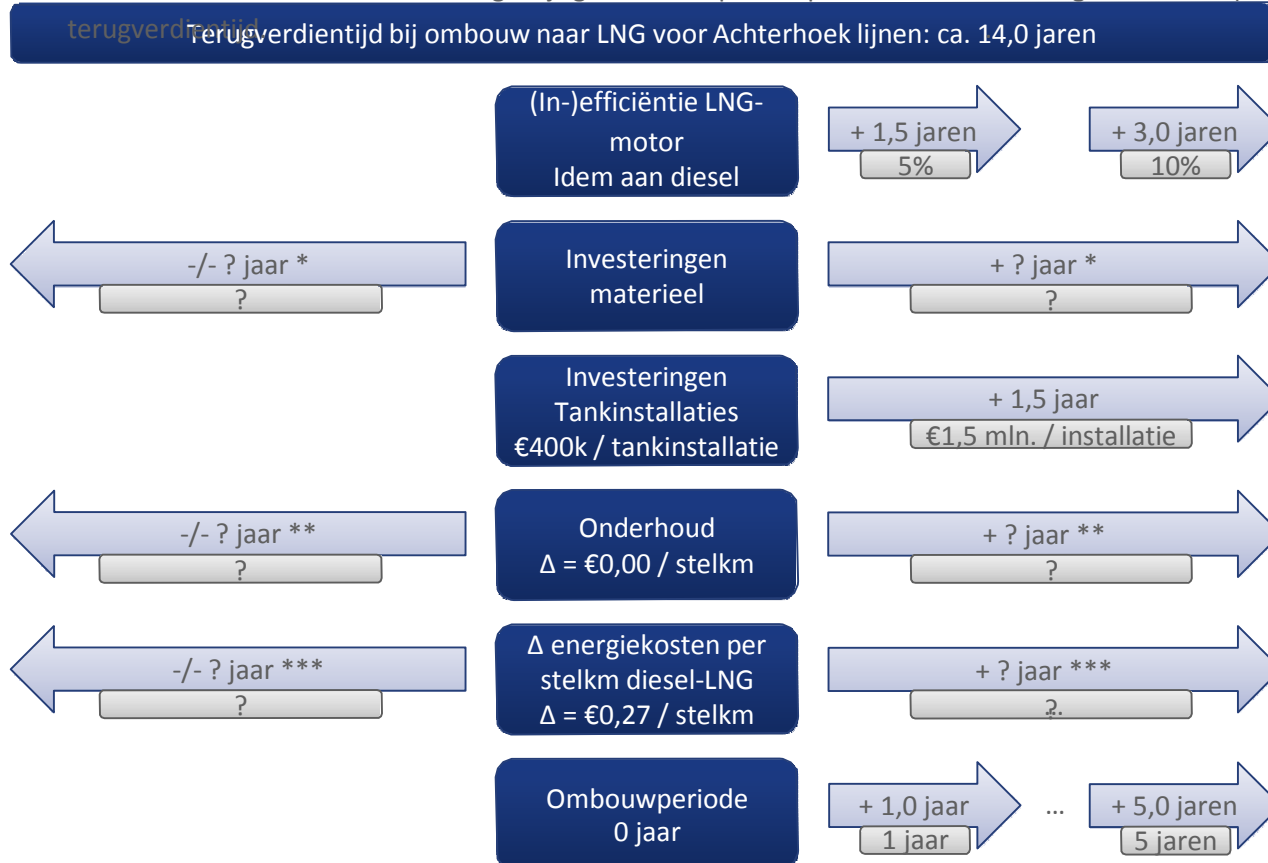 terugverdientijd.
Terugverdientijd bij ombouw naar LNG voor Achterhoek lijnen: ca. 14,0 jaren
(In-)efficiëntie LNG-
motor
Idem aan diesel
+ 1,5 jaren
5%
+ 3,0 jaren
10%
-/- ? jaar *
?
Investeringen
materieel
+ ? jaar *
?
Investeringen
Tankinstallaties
€400k / tankinstallatie
+ 1,5 jaar
€1,5 mln. / installatie
-/- ? jaar **
?
Onderhoud
Δ = €0,00 / stelkm
+ ? jaar **
?
-/- ? jaar ***
?
Δ energiekosten per
stelkm diesel-LNG
Δ = €0,27 / stelkm
+ ? jaar ***
?
Ombouwperiode
0 jaar
+ 1,0 jaar
1 jaar
...
+ 5,0 jaren
5 jaren